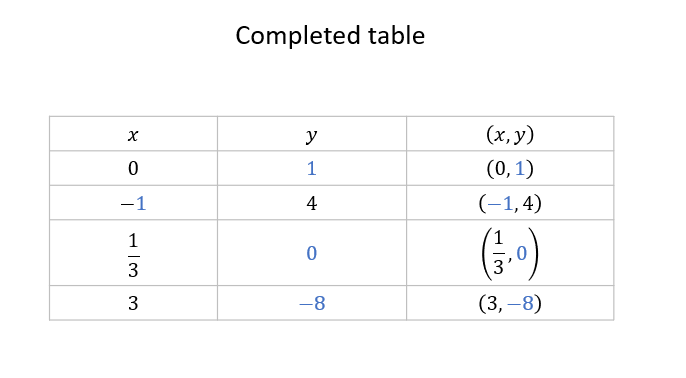 Completed table
x y (x, y)
0 1 (0, 1)
−1 4 (−1, 4)
1/3 0 (1/3, 0)
3 −8 (3, −8)